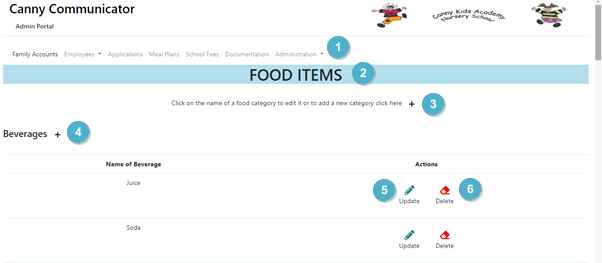 Canny Communicator
Admin Portal
Canny Kids Academy
Nursery School
Family Accounts Employees Applications Meal Plans School Fees Documentation Administration 1
FOOD ITEMS 2
Click on the name of a food category to edit it or to add a new category click here + 3
Beverages + 4
Name of Beverage Actions
Juice
5 6
Update Delete
Soda
Update Delete